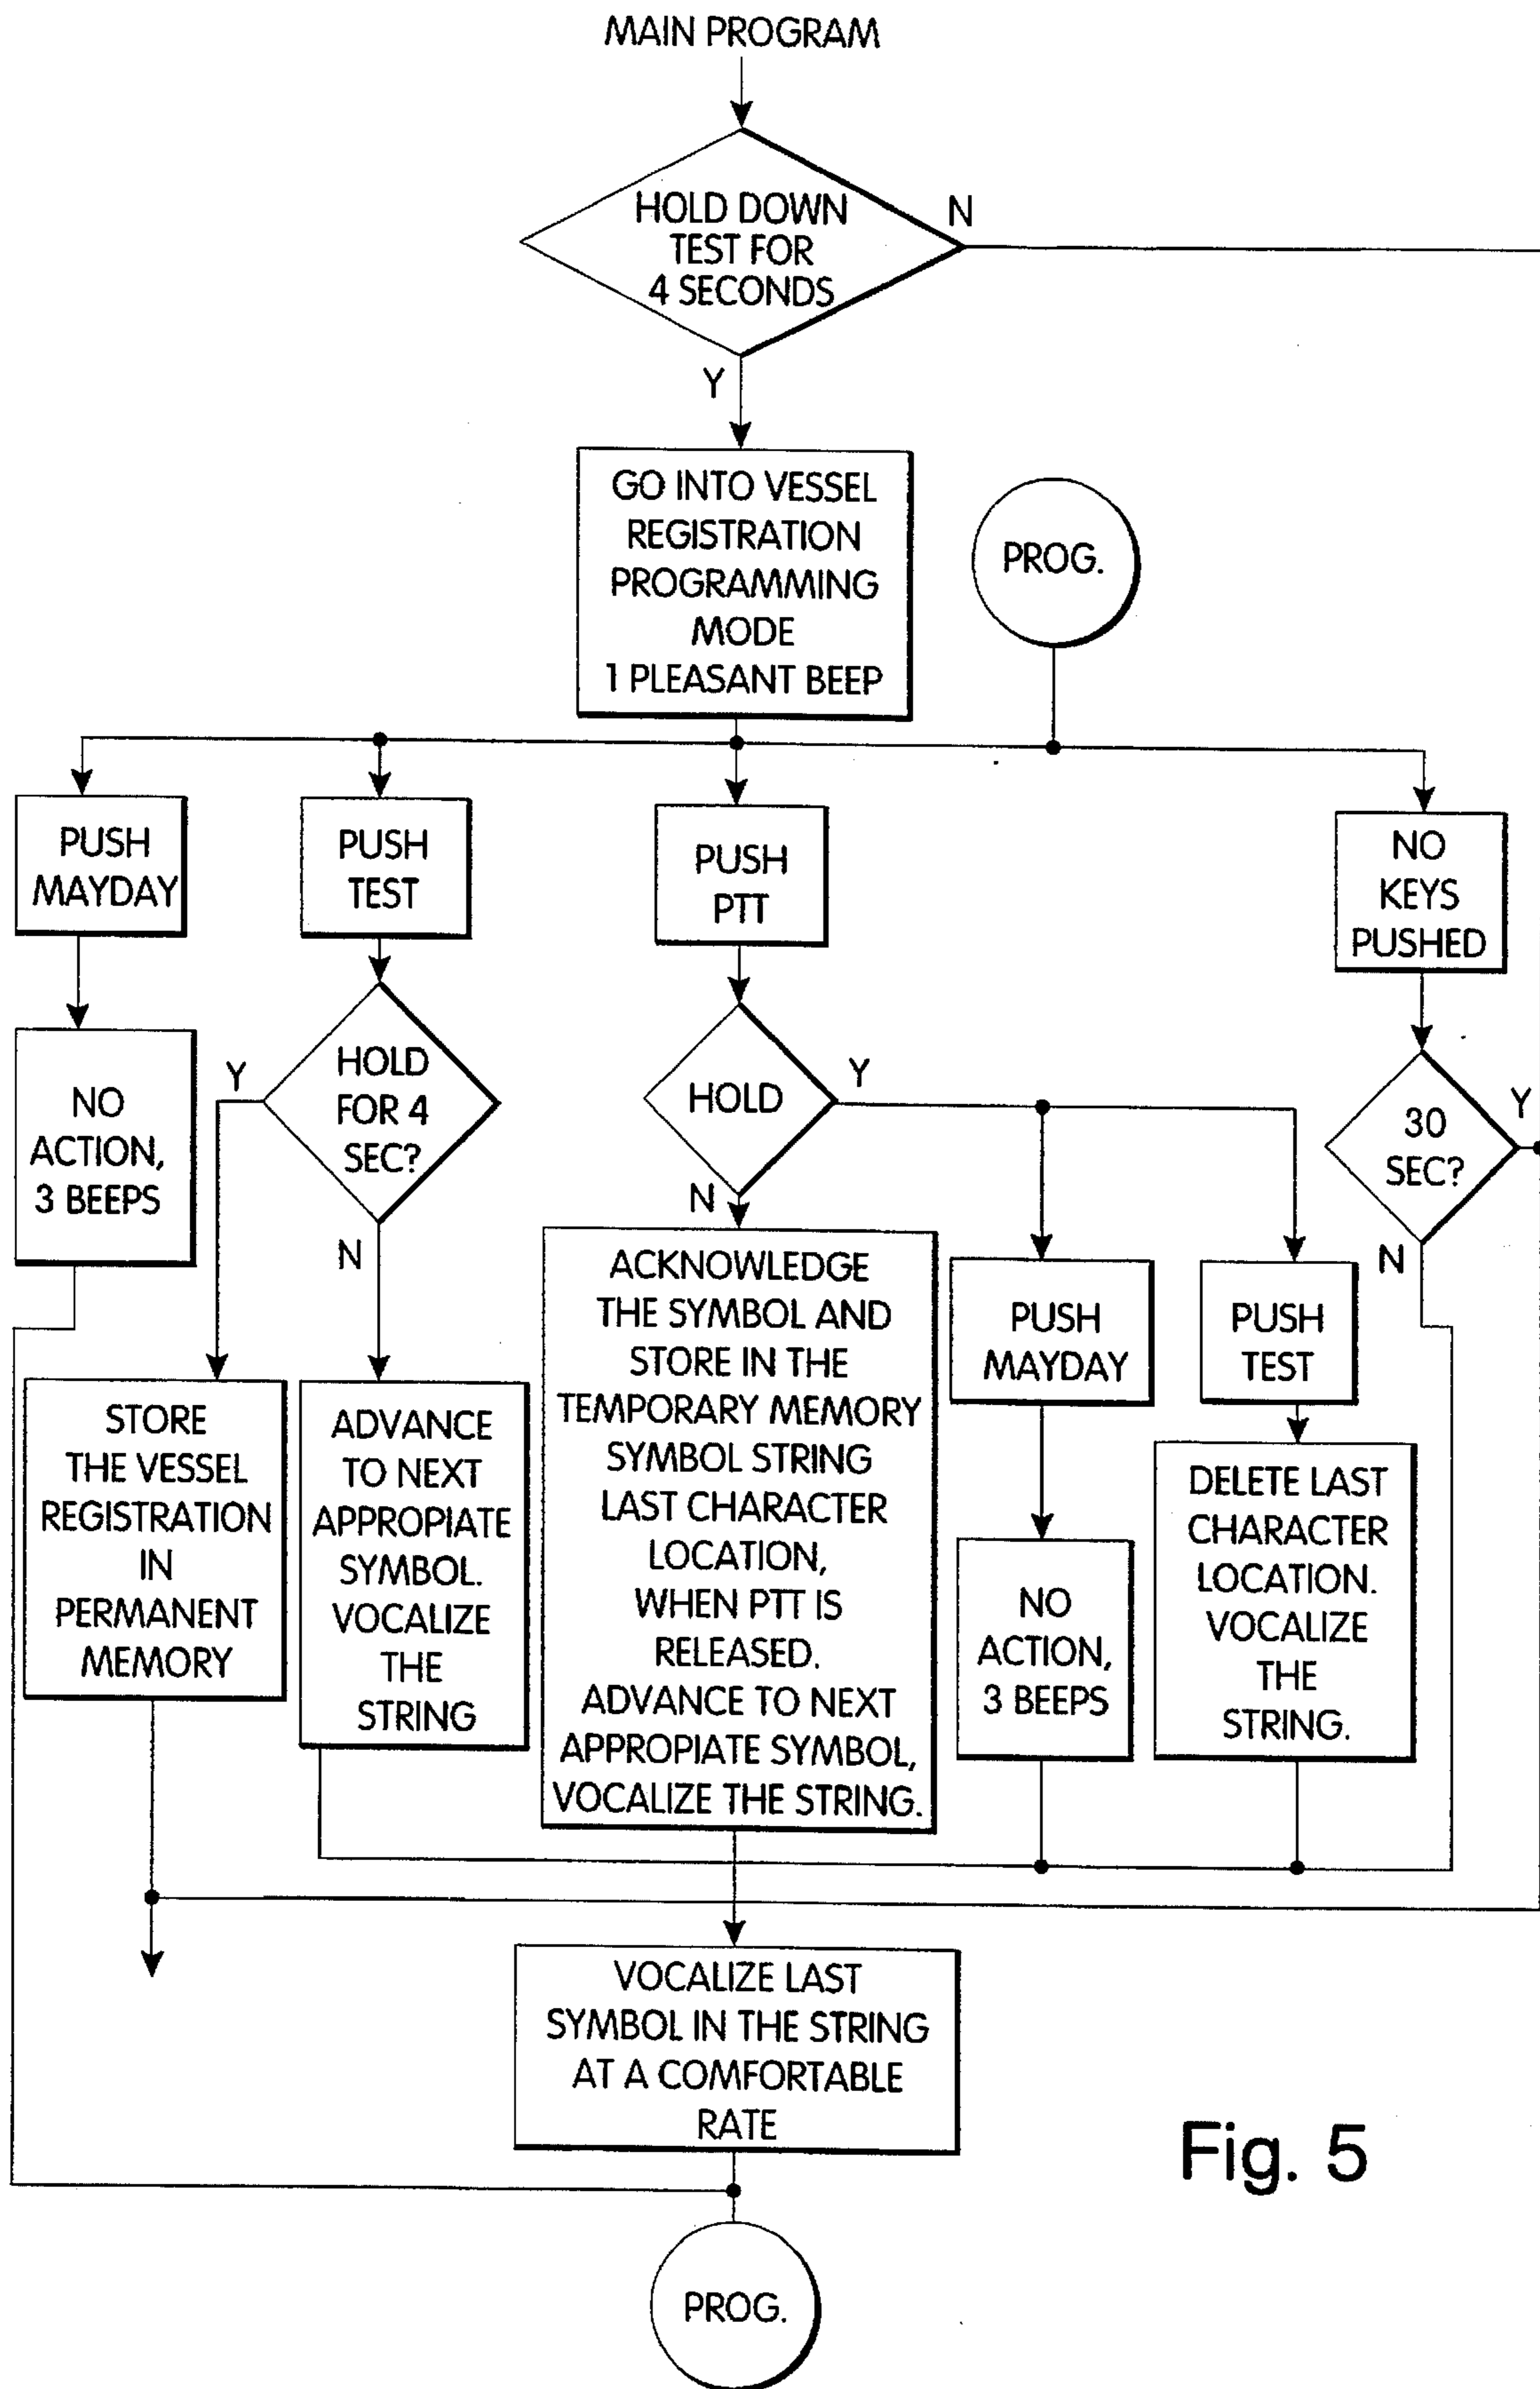 MAIN PROGRAM
HOLD DOWN
TEST FOR
4 SECONDS
N
Y
GO INTO VESSEL
REGISTRATION
PROGRAMMING
MODE
1 PLEASANT BEEP
PROG.
PUSH
MAYDAY
PUSH
TEST
PUSH
PTT
NO
KEYS
PUSHED
NO
ACTION,
3 BEEPS
Y
HOLD
FOR 4
SEC?
N
HOLD
Y
N
30
SEC?
Y
N
STORE
THE VESSEL
REGISTRATION
IN
PERMANENT
MEMORY
ADVANCE
TO NEXT
APPROPIATE
SYMBOL.
VOCALIZE
THE
STRING
ACKNOWLEDGE
THE SYMBOL AND
STORE IN THE
TEMPORARY MEMORY
SYMBOL STRING
LAST CHARACTER
LOCATION,
WHEN PTT IS
RELEASED.
ADVANCE TO NEXT
APPROPIATE SYMBOL,
VOCALIZE THE STRING.
PUSH
MAYDAY
NO
ACTION,
3 BEEPS
PUSH
TEST
DELETE LAST
CHARACTER
LOCATION.
VOCALIZE
THE
STRING.
VOCALIZE LAST
SYMBOL IN THE STRING
AT A COMFORTABLE
RATE
PROG.
Fig. 5